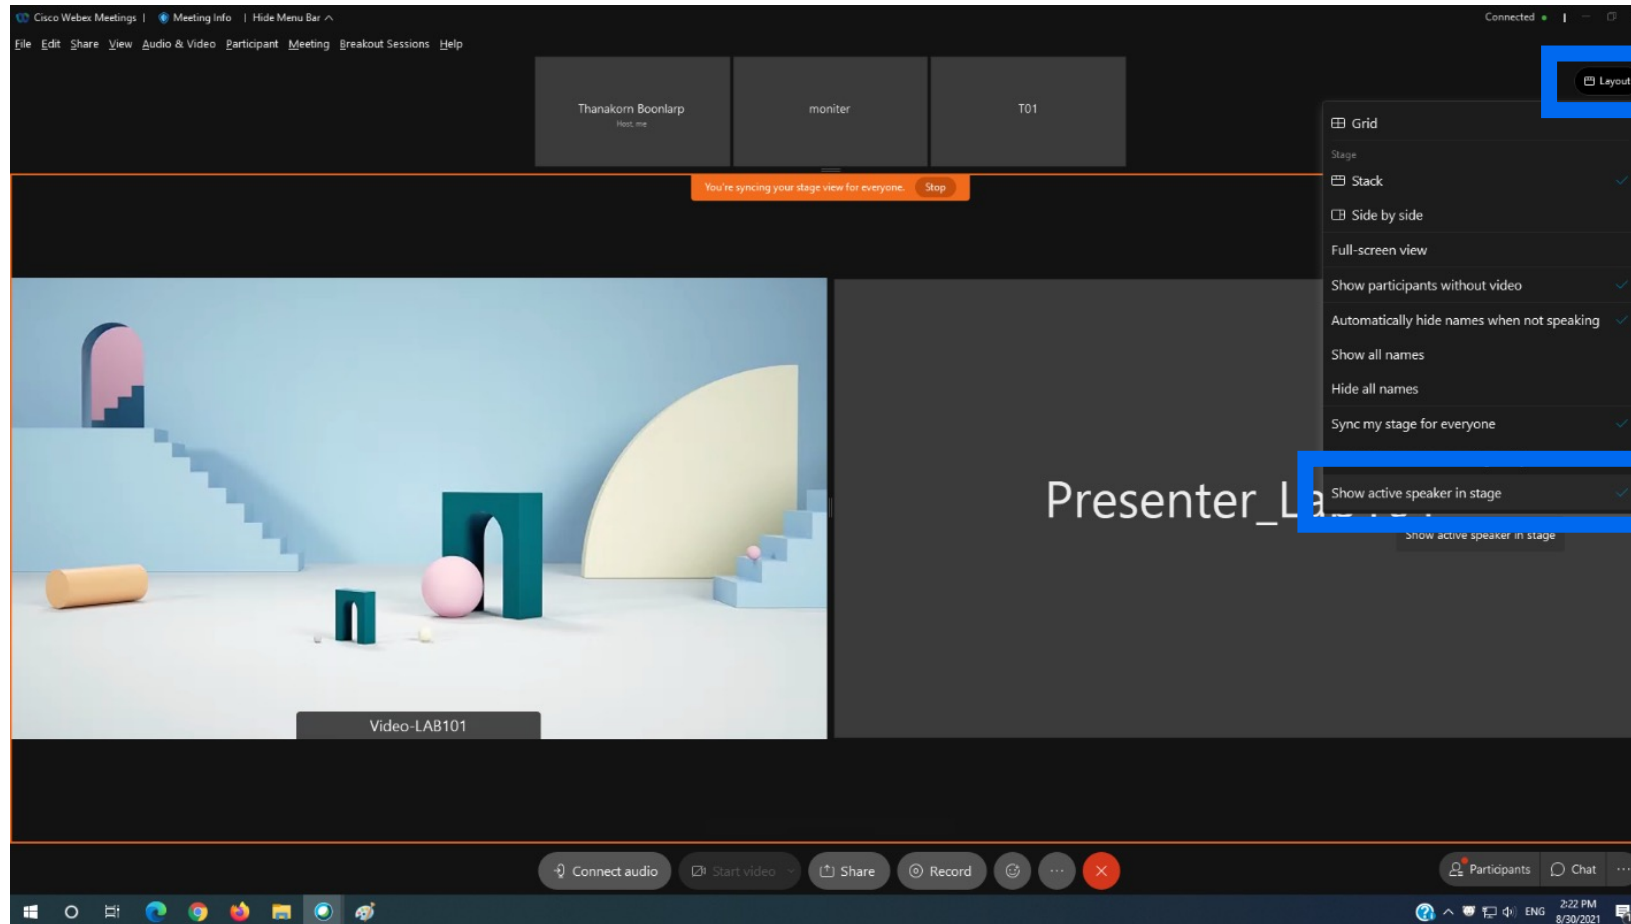 Cisco Webex Meetings | Meeting Info | Hide Menu Bar
Connected
File Edit Share View Audio & Video Participant Meeting Breakout Sessions Help
Layout
Thanakorn Boonlarp
Host, me
moniter
T01
Grid
Stage
Stack
Side by side
Full-screen view
Show participants without video
Automatically hide names when not speaking
Show all names
Hide all names
Sync my stage for everyone
Show active speaker in stage
Show active speaker in stage
You're syncing your stage view for everyone. Stop
Video-LAB101
Connect audio
Start video
Share
Record
Participants
Chat
ENG
2:22 PM
8/30/2021